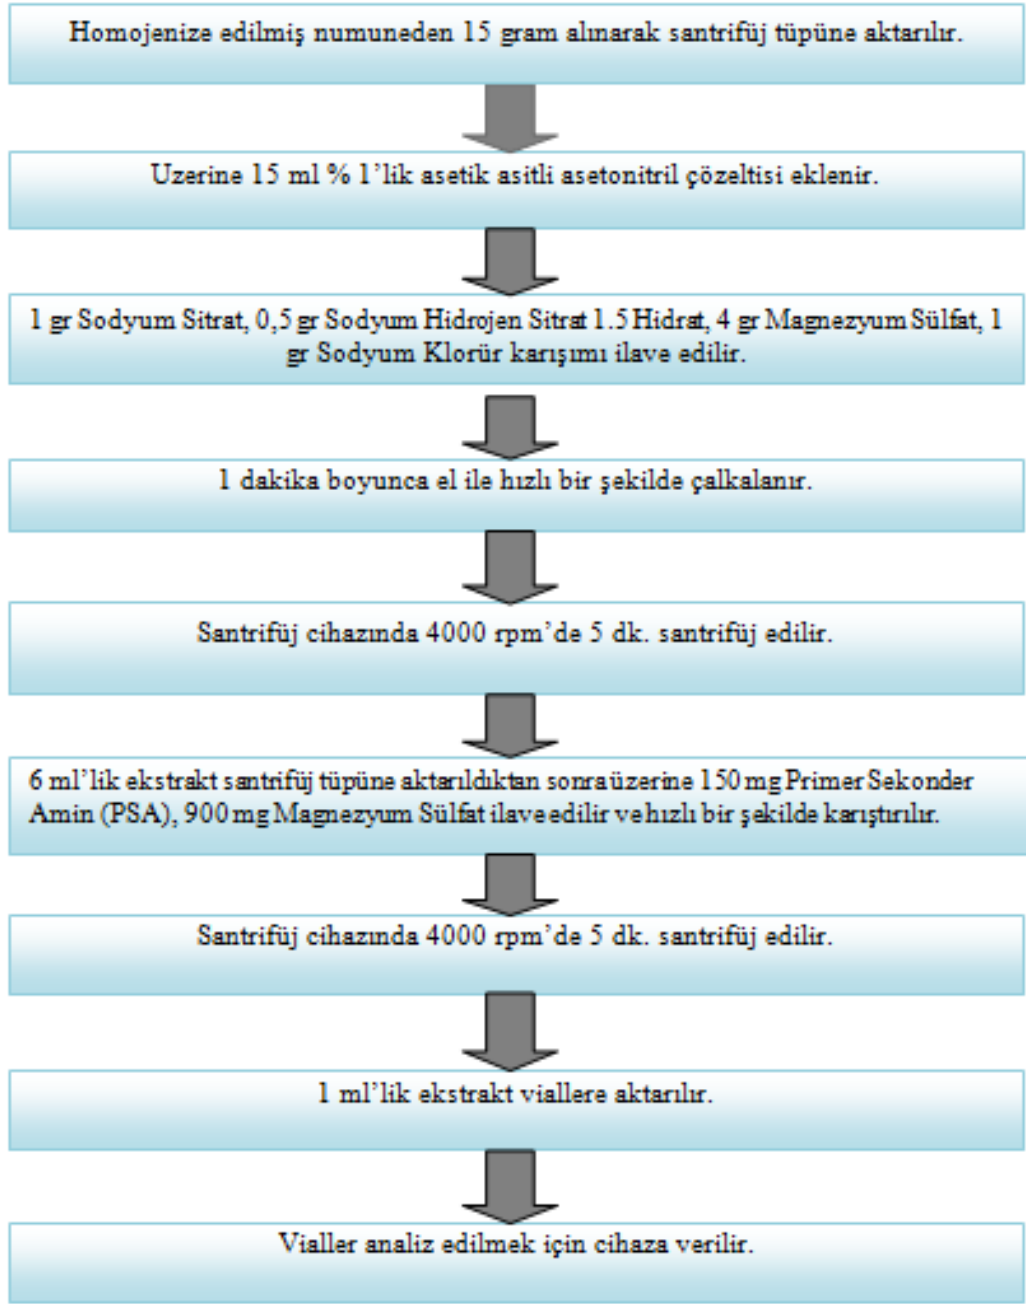 Homojenize edilmiş numuneden 15 gram alınarak santrifüj tüpüne aktarılır.
Uzerine 15 ml % 1'lik asetik asitli asetonitril çözeltisi eklenir.
1 gr Sodyum Sitrat, 0,5 gr Sodyum Hidrojen Sitrat 1.5 Hidrat, 4 gr Magnezyum Sülfat, 1
gr Sodyum Klorür karışımı ilave edilir.
1 dakika boyunca el ile hızlı bir şekilde çalkalanır.
Santrifüj cihazında 4000 rpm'de 5 dk. santrifüj edilir.
6 ml'lik ekstrakt santrifüj tüpüne aktarıldıktan sonra üzerine 150 mg Primer Sekonder
Amin (PSA), 900 mg Magnezyum Sülfat ilave edilir ve hızlı bir şekilde karıştırılır.
Santrifüj cihazında 4000 rpm'de 5 dk. santrifüj edilir.
1 ml'lik ekstrakt viallere aktarılır.
Vialler analiz edilmek için cihaza verilir.